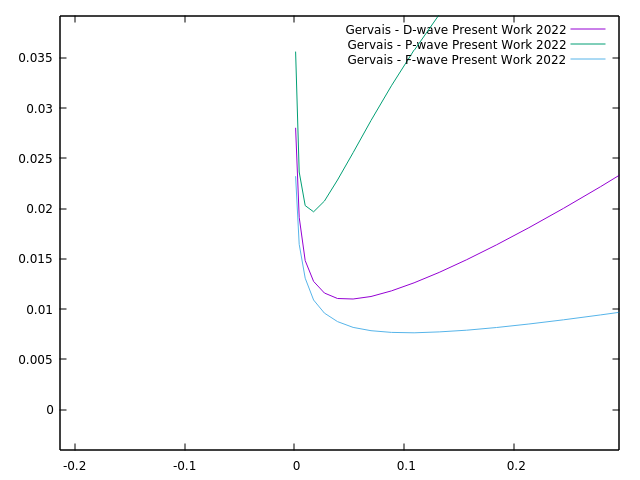 Gervais - D-wave Present Work 2022
Gervais - P-wave Present Work 2022
Gervais - F-wave Present Work 2022
0.035
0.03
0.025
0.02
0.015
0.01
0.005
0
-0.2 -0.1 0 0.1 0.2